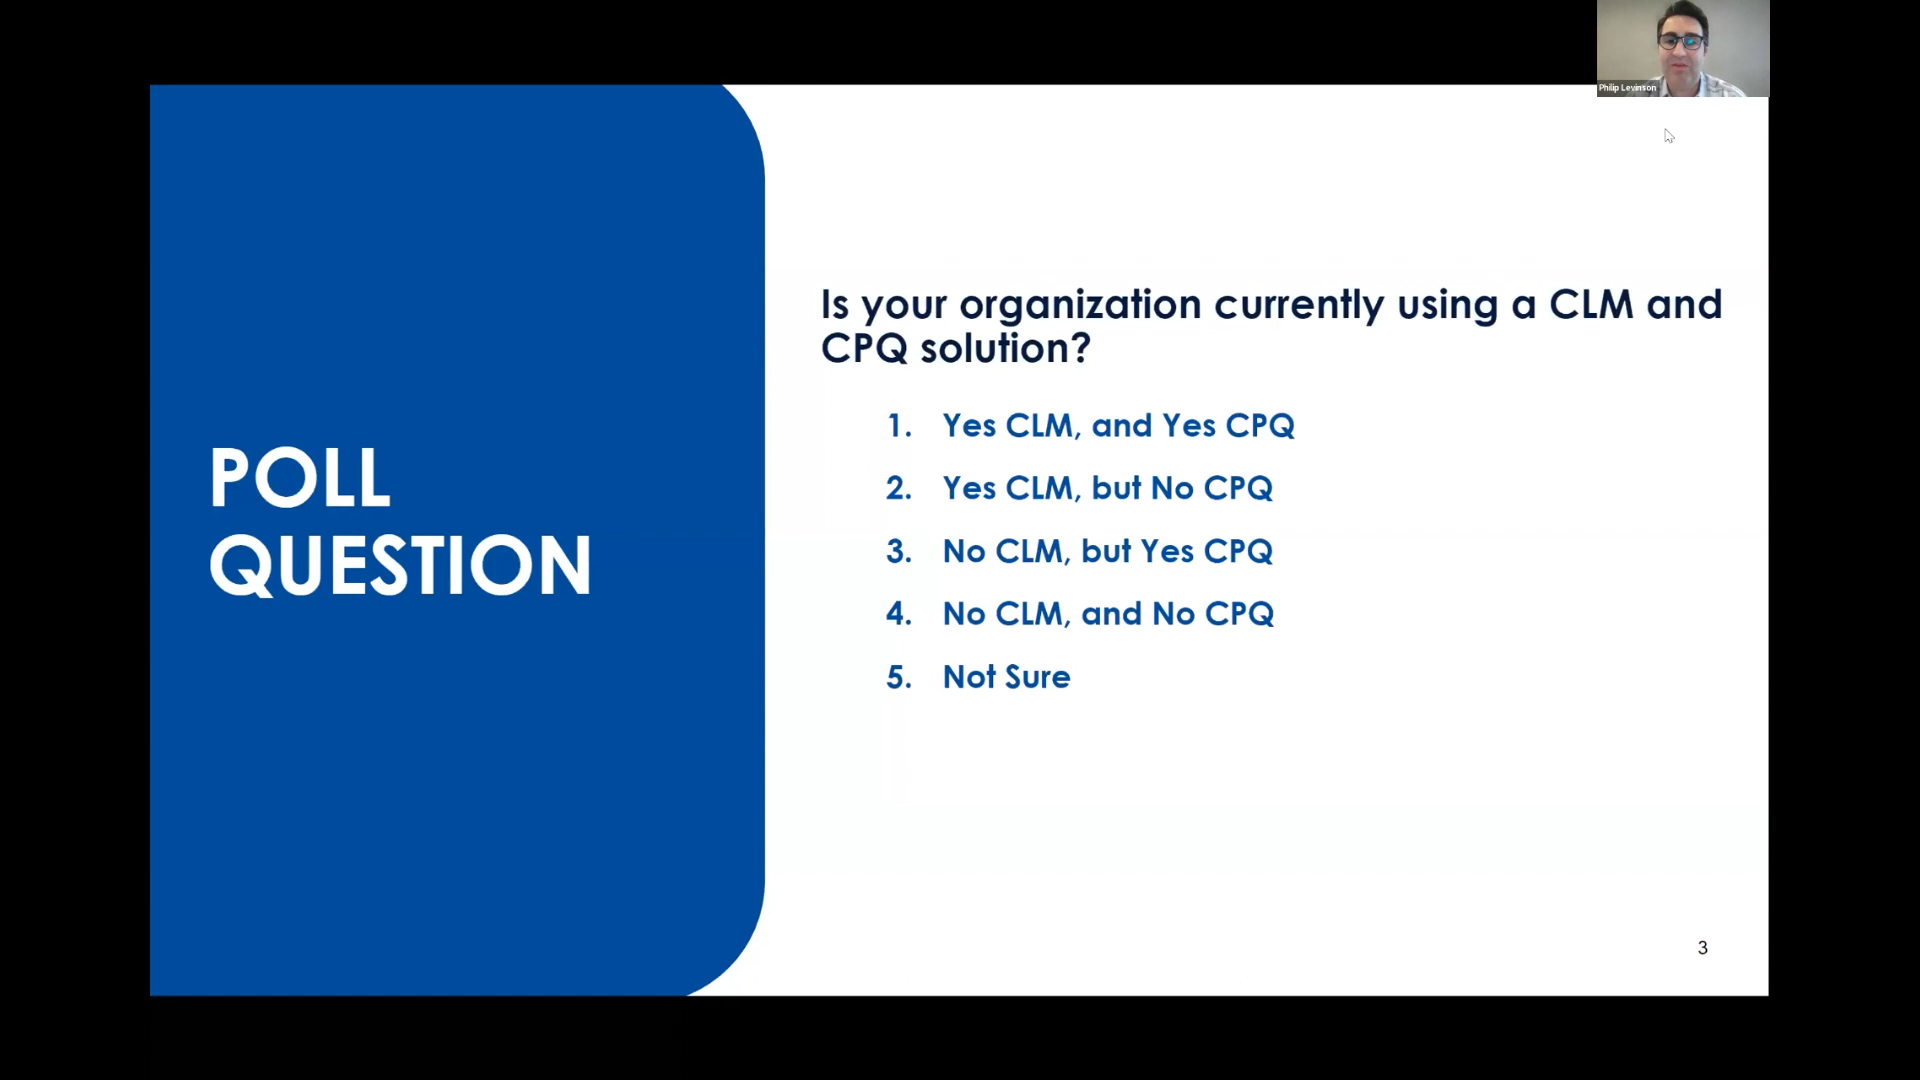 Philip Levinson
POLL
QUESTION
Is your organization currently using a CLM and
CPQ solution?
1. Yes CLM, and Yes CPQ
2. Yes CLM, but No CPQ
3. No CLM, but Yes CPQ
4. No CLM, and No CPQ
5. Not Sure
3